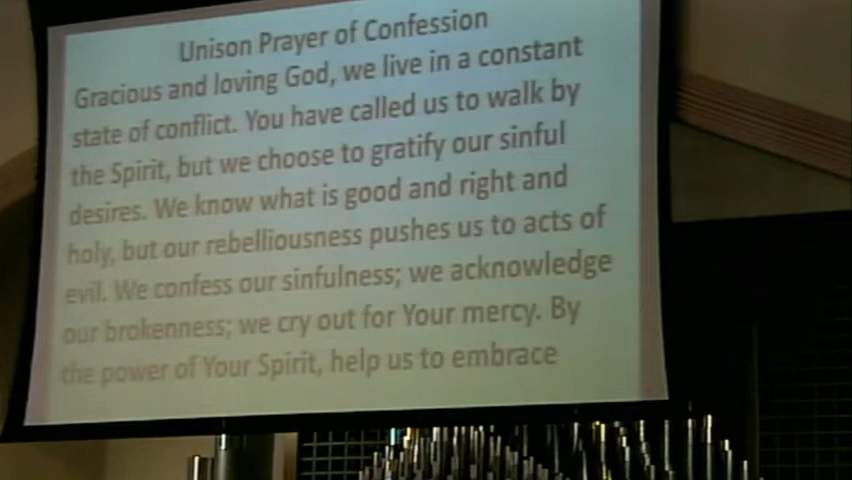 Unison Prayer of Confession
Gracious and loving God, we live in a constant
state of conflict. You have called us to walk by
the Spirit, but we choose to gratify our sinful
desires. We know what is good and right and
holy, but our rebelliousness pushes us to acts of
evil. We confess our sinfulness; we acknowledge
our brokenness; we cry out for Your mercy. By
the power of Your Spirit, help us to embrace